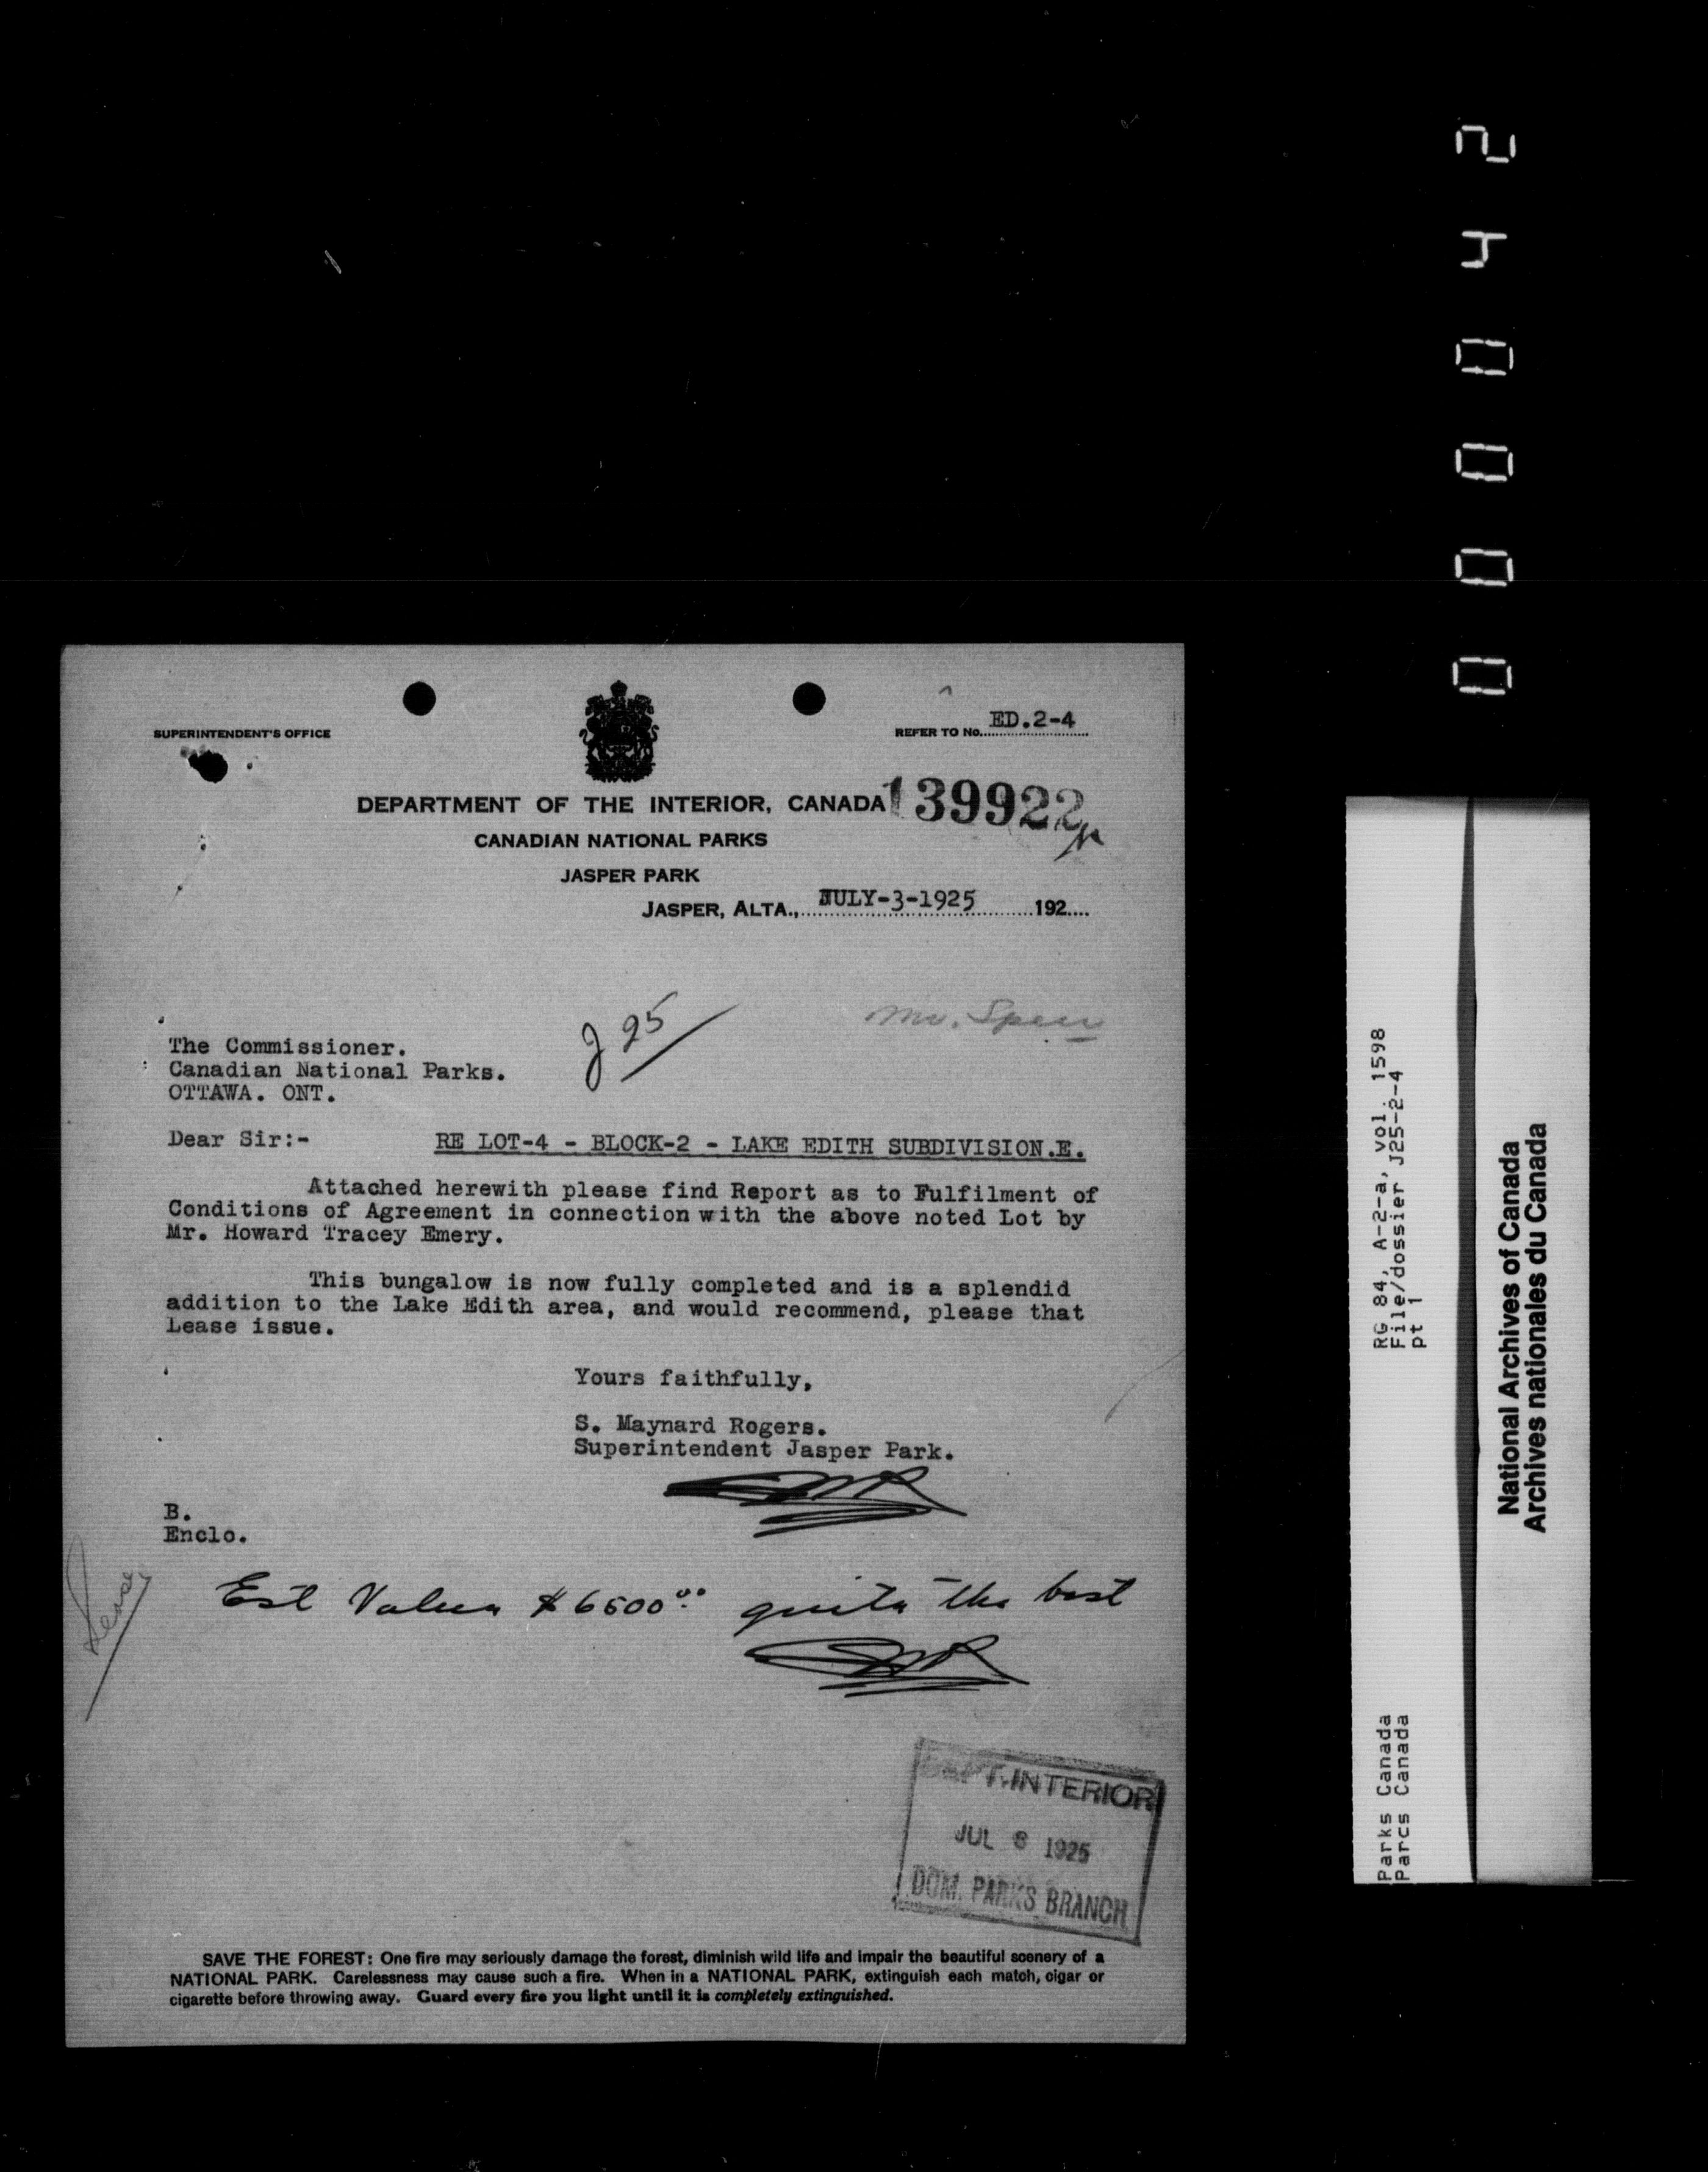 SUPERINTENDENT'S OFFICE
REFER TO No. ED.2-4
DEPARTMENT OF THE INTERIOR, CANADA
139922
CANADIAN NATIONAL PARKS
JASPER PARK
JASPER, ALTA., JULY-3-1925 192....
J 25
Mr. Spero
The Commissioner.
Canadian National Parks.
OTTAWA. ONT.
Dear Sir:- RE LOT-4 - BLOCK-2 - LAKE EDITH SUBDIVISION.E.
Attached herewith please find Report as to Fulfilment of
Conditions of Agreement in connection with the above noted Lot by
Mr. Howard Tracey Emery.
This bungalow is now fully completed and is a splendid
addition to the Lake Edith area, and would recommend, please that
Lease issue.
Yours faithfully,
S. Maynard Rogers.
Superintendent Jasper Park.
B.
Enclo.
Lease
Est Value $6500.00 quite the best
DEPT. INTERIOR
JUL 8 1925
DOM. PARKS BRANCH
SAVE THE FOREST: One fire may seriously damage the forest, diminish wild life and impair the beautiful scenery of a
NATIONAL PARK. Carelessness may cause such a fire. When in a NATIONAL PARK, extinguish each match, cigar or
cigarette before throwing away. Guard every fire you light until it is completely extinguished.
000042
RG 84, A-2-a, vol. 1598
File/dossier J25-2-4
pt 1
Parks Canada
Parcs Canada
National Archives of Canada
Archives nationales du Canada